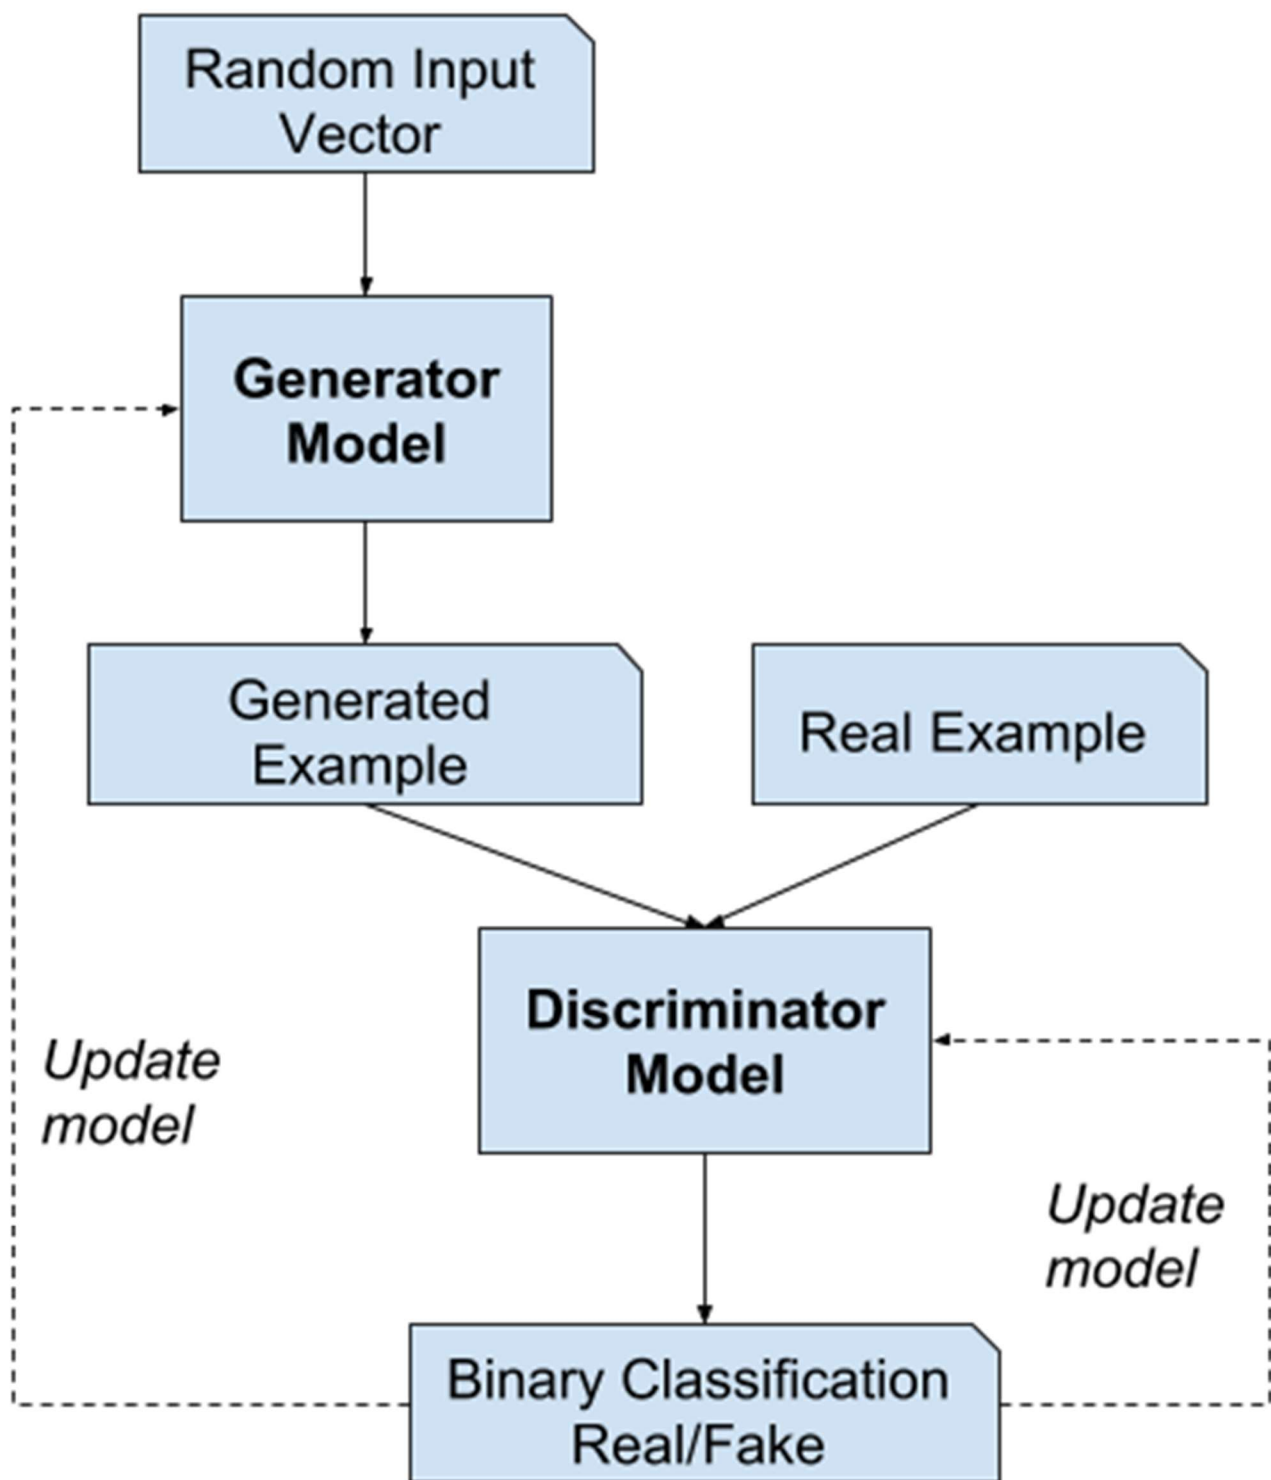 Random Input
Vector
Generator
Model
Generated
Example
Real Example
Discriminator
Model
Update
model
Update
model
Binary Classification
Real/Fake